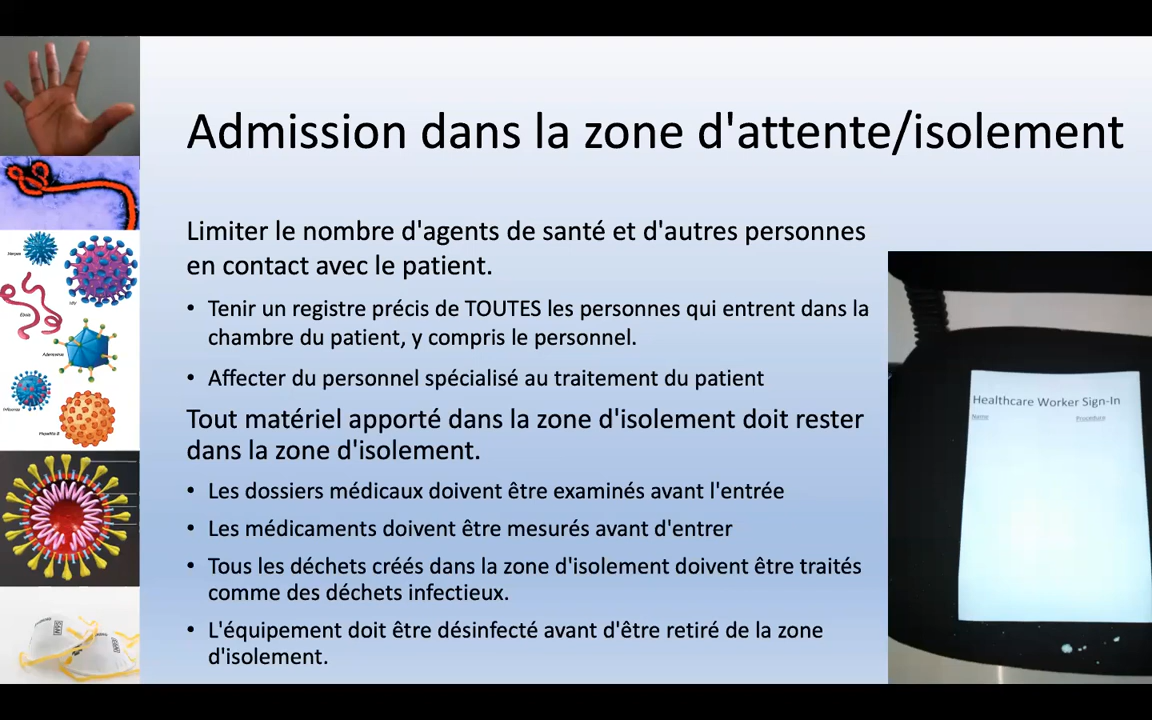 Admission dans la zone d'attente/isolement
Limiter le nombre d'agents de santé et d'autres personnes
en contact avec le patient.
• Tenir un registre précis de TOUTES les personnes qui entrent dans la
chambre du patient, y compris le personnel.
• Affecter du personnel spécialisé au traitement du patient
Tout matériel apporté dans la zone d'isolement doit rester
dans la zone d'isolement.
• Les dossiers médicaux doivent être examinés avant l'entrée
• Les médicaments doivent être mesurés avant d'entrer
• Tous les déchets créés dans la zone d'isolement doivent être traités
comme des déchets infectieux.
• L'équipement doit être désinfecté avant d'être retiré de la zone
d'isolement.
Healthcare Worker Sign-In
Name Procedure
Herpes
HIV
Ebola
Adenovirus
Influenza